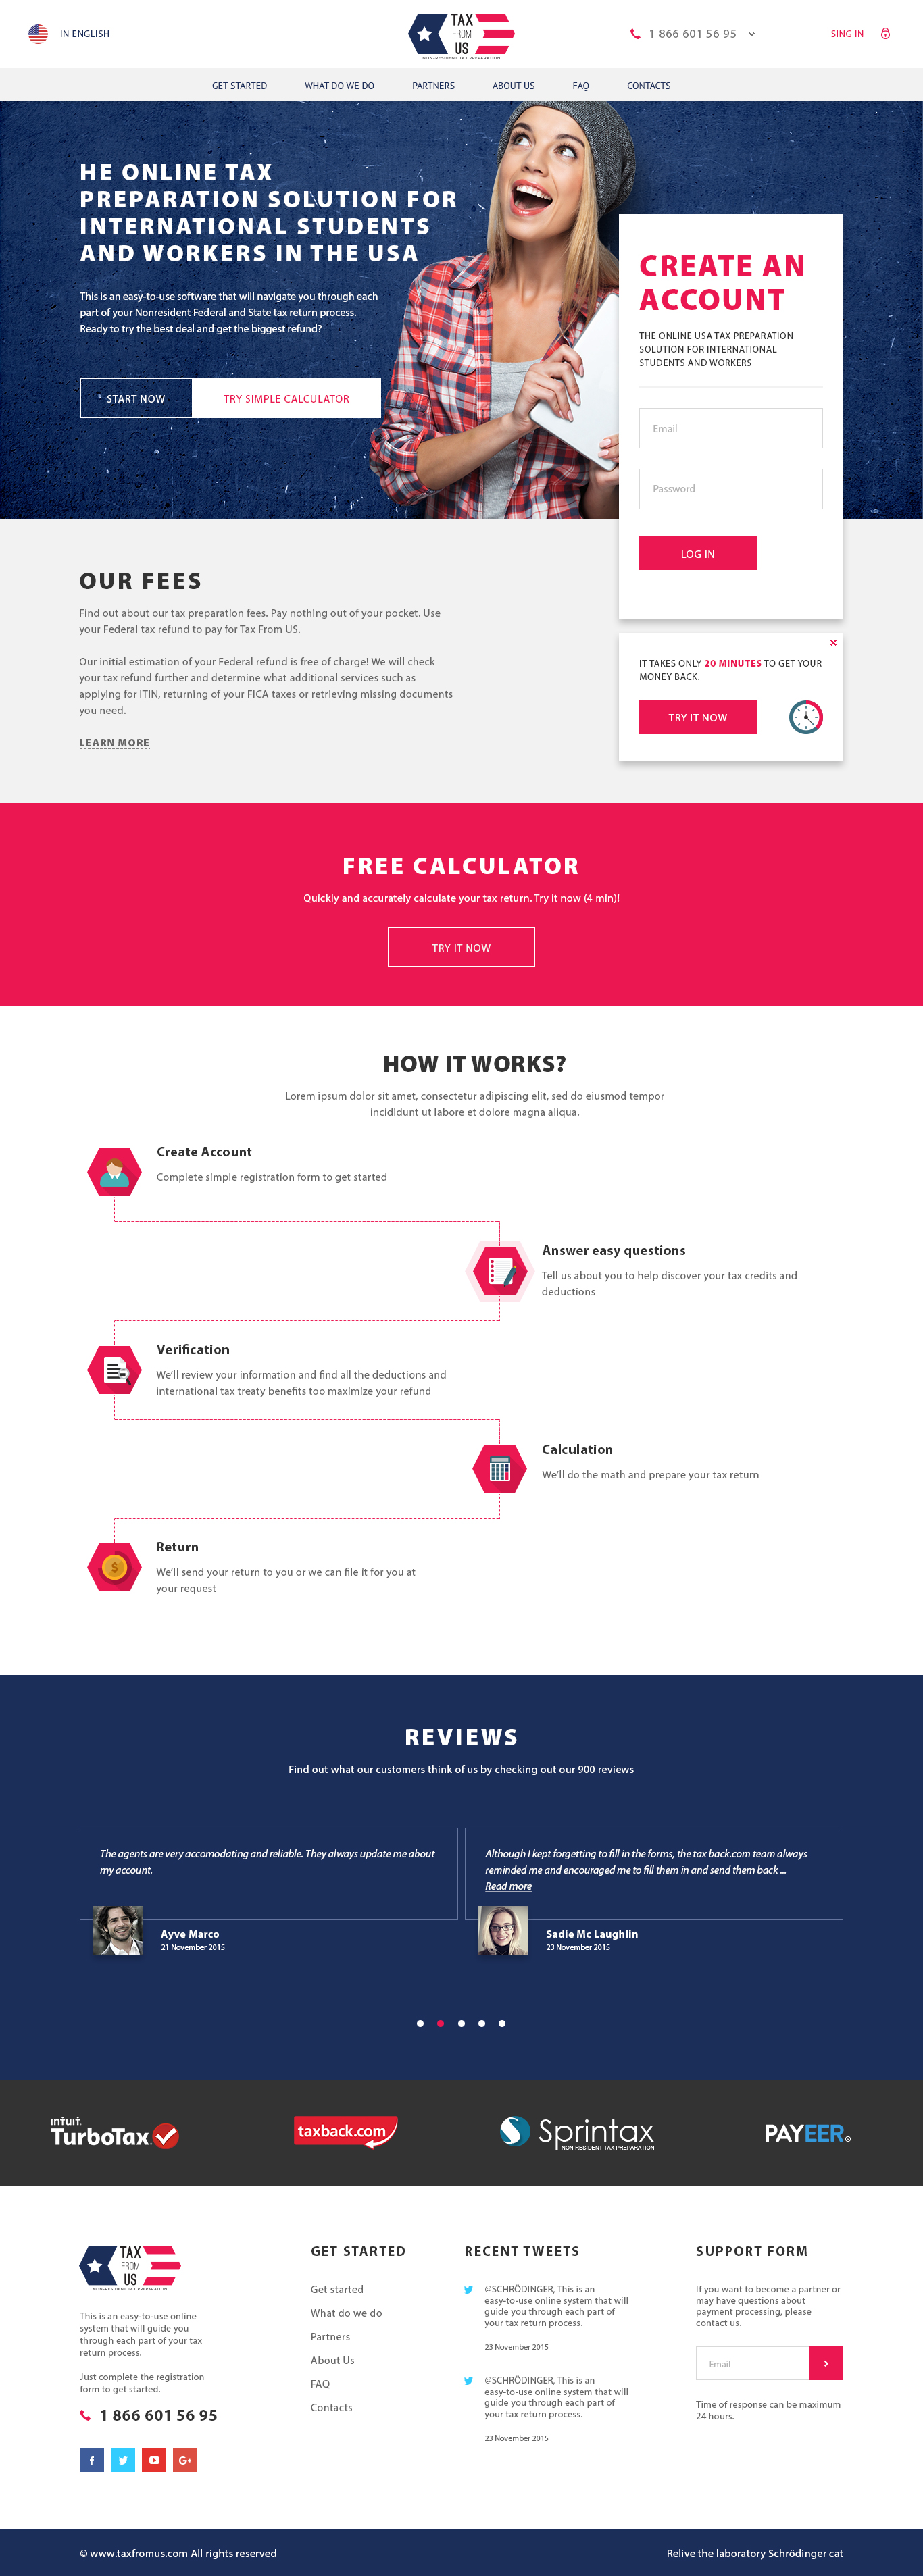 IN ENGLISH
TAX
FROM
US
NON-RESIDENT TAX PREPARATION
1 866 601 56 95
SING IN
GET STARTED
WHAT DO WE DO
PARTNERS
ABOUT US
FAQ
CONTACTS
HE ONLINE TAX
PREPARATION SOLUTION FOR
INTERNATIONAL STUDENTS
AND WORKERS IN THE USA
This is an easy-to-use software that will navigate you through each
part of your Nonresident Federal and State tax return process.
Ready to try the best deal and get the biggest refund?
START NOW
TRY SIMPLE CALCULATOR
CREATE AN
ACCOUNT
THE ONLINE USA TAX PREPARATION
SOLUTION FOR INTERNATIONAL
STUDENTS AND WORKERS
Email
Password
LOG IN
OUR FEES
Find out about our tax preparation fees. Pay nothing out of your pocket. Use
your Federal tax refund to pay for Tax From US.
Our initial estimation of your Federal refund is free of charge! We will check
your tax refund further and determine what additional services such as
applying for ITIN, returning of your FICA taxes or retrieving missing documents
you need.
LEARN MORE
IT TAKES ONLY 20 MINUTES TO GET YOUR
MONEY BACK.
TRY IT NOW
FREE CALCULATOR
Quickly and accurately calculate your tax return. Try it now (4 min)!
TRY IT NOW
HOW IT WORKS?
Lorem ipsum dolor sit amet, consectetur adipiscing elit, sed do eiusmod tempor
incididunt ut labore et dolore magna aliqua.
Create Account
Complete simple registration form to get started
Answer easy questions
Tell us about you to help discover your tax credits and
deductions
Verification
We'll review your information and find all the deductions and
international tax treaty benefits too maximize your refund
Calculation
We'll do the math and prepare your tax return
$
Return
We'll send your return to you or we can file it for you at
your request
REVIEWS
Find out what our customers think of us by checking out our 900 reviews
The agents are very accomodating and reliable. They always update me about
my account.
Ayve Marco
21 November 2015
Although I kept forgetting to fill in the forms, the tax back.com team always
reminded me and encouraged me to fill them in and send them back ...
Read more
Sadie Mc Laughlin
23 November 2015
intuit.
TurboTax
taxback.com
Sprintax
NON-RESIDENT TAX PREPARATION
PAYEER®
TAX
FROM
US
NON-RESIDENT TAX PREPARATION
This is an easy-to-use online
system that will guide you
through each part of your tax
return process.
Just complete the registration
form to get started.
1 866 601 56 95
f
G+
GET STARTED
Get started
What do we do
Partners
About Us
FAQ
Contacts
RECENT TWEETS
@SCHRÖDINGER, This is an
easy-to-use online system that will
guide you through each part of
your tax return process.
23 November 2015
@SCHRÖDINGER, This is an
easy-to-use online system that will
guide you through each part of
your tax return process.
23 November 2015
SUPPORT FORM
If you want to become a partner or
may have questions about
payment processing, please
contact us.
Email
Time of response can be maximum
24 hours.
© www.taxfromus.com All rights reserved
Relive the laboratory Schrödinger cat